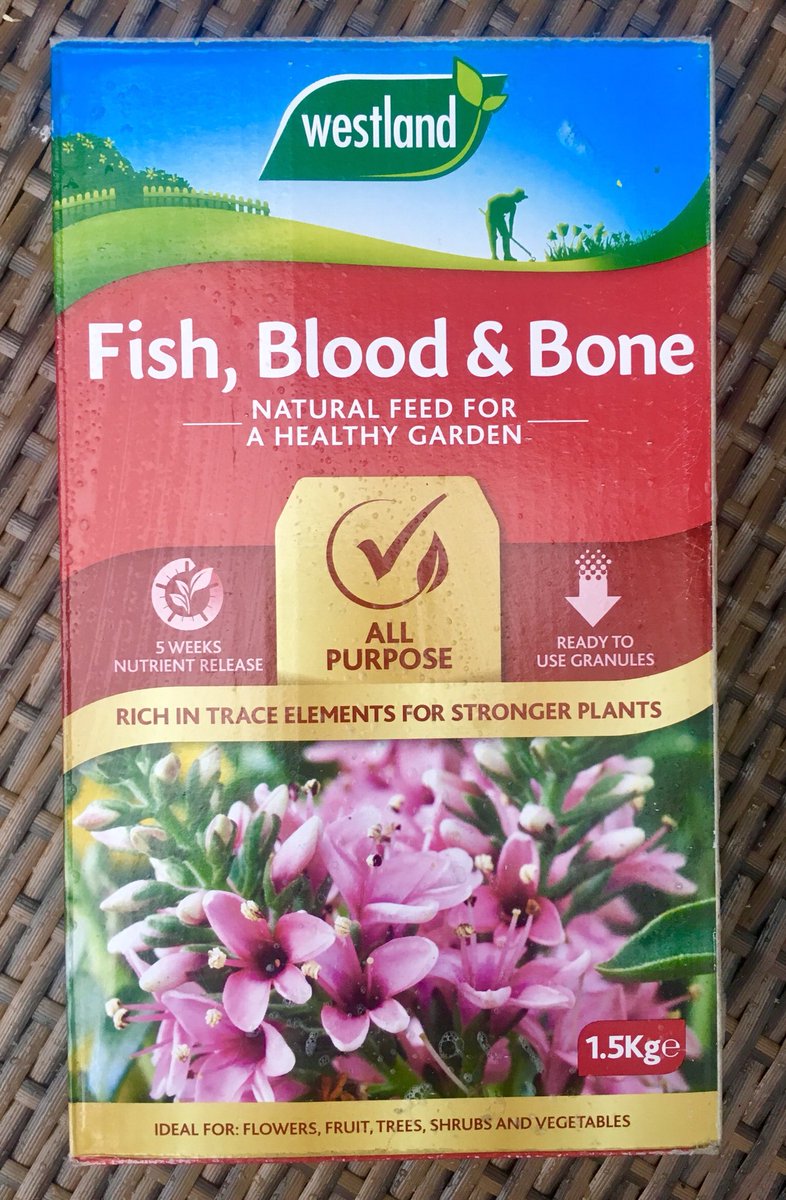 westland
Fish, Blood & Bone
NATURAL FEED FOR
A HEALTHY GARDEN
ALL
PURPOSE
5 WEEKS
NUTRIENT RELEASE
READY TO
USE GRANULES
RICH IN TRACE ELEMENTS FOR STRONGER PLANTS
1.5Kg℮
IDEAL FOR: FLOWERS, FRUIT, TREES, SHRUBS AND VEGETABLES